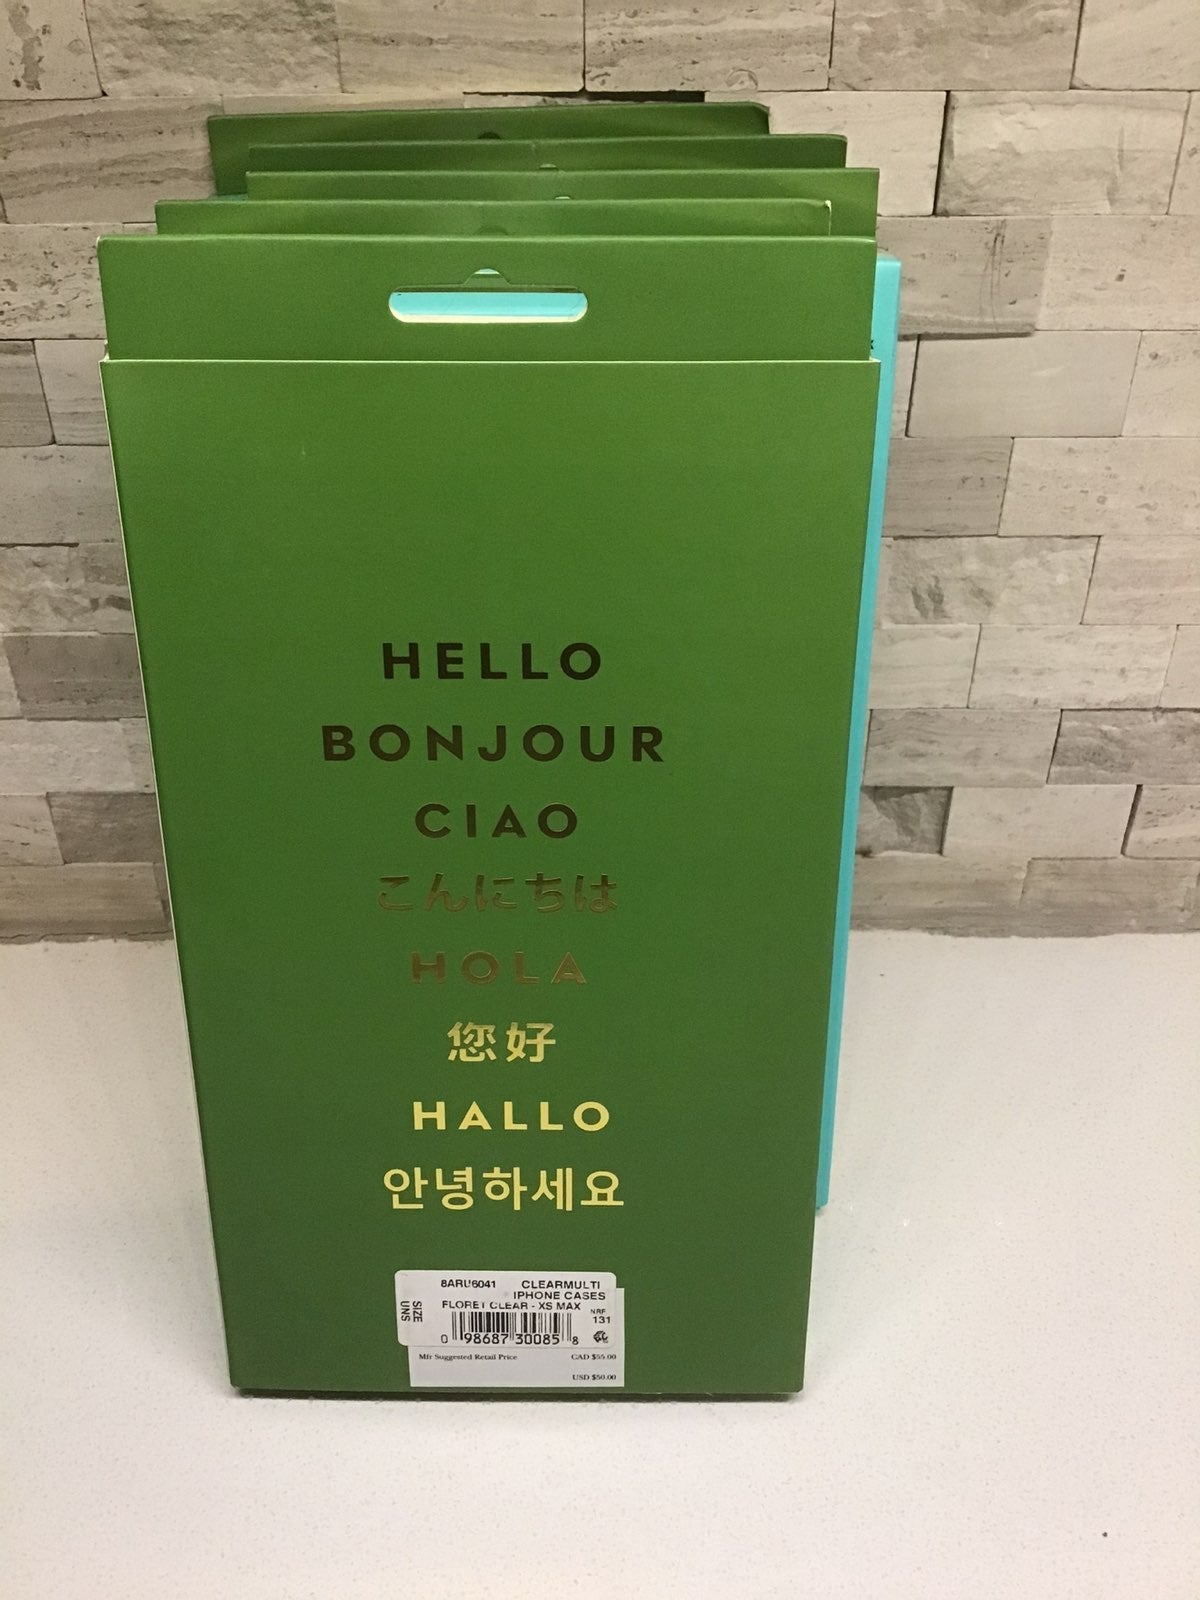 HELLO
BONJOUR
CIAO
こんにちは
HOLA
您好
HALLO
안녕하세요
8ARU6041 CLEARMULTI
IPHONE CASES
FLORET CLEAR - XS MAX
SIZE
UNS
NRF
131
0 98687 30085 8
Mfr Suggested Retail Price CAD $55.00
USD $50.00